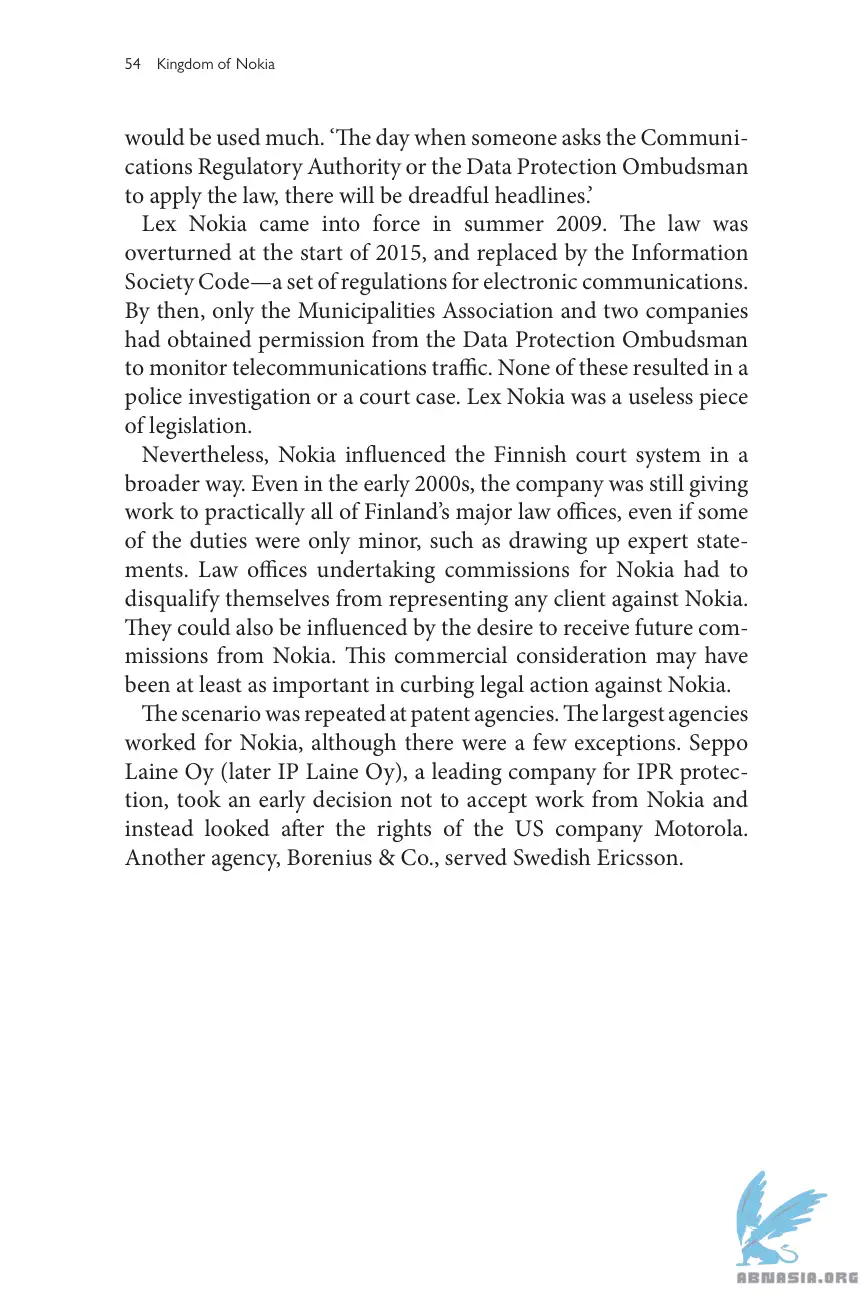 54 Kingdom of Nokia
would be used much. ‘The day when someone asks the Communi-
cations Regulatory Authority or the Data Protection Ombudsman
to apply the law, there will be dreadful headlines.’
Lex Nokia came into force in summer 2009. The law was
overturned at the start of 2015, and replaced by the Information
Society Code—a set of regulations for electronic communications.
By then, only the Municipalities Association and two companies
had obtained permission from the Data Protection Ombudsman
to monitor telecommunications traffic. None of these resulted in a
police investigation or a court case. Lex Nokia was a useless piece
of legislation.
Nevertheless, Nokia influenced the Finnish court system in a
broader way. Even in the early 2000s, the company was still giving
work to practically all of Finland’s major law offices, even if some
of the duties were only minor, such as drawing up expert state-
ments. Law offices undertaking commissions for Nokia had to
disqualify themselves from representing any client against Nokia.
They could also be influenced by the desire to receive future com-
missions from Nokia. This commercial consideration may have
been at least as important in curbing legal action against Nokia.
The scenario was repeated at patent agencies. The largest agencies
worked for Nokia, although there were a few exceptions. Seppo
Laine Oy (later IP Laine Oy), a leading company for IPR protec-
tion, took an early decision not to accept work from Nokia and
instead looked after the rights of the US company Motorola.
Another agency, Borenius & Co., served Swedish Ericsson.
ABNASIA.ORG